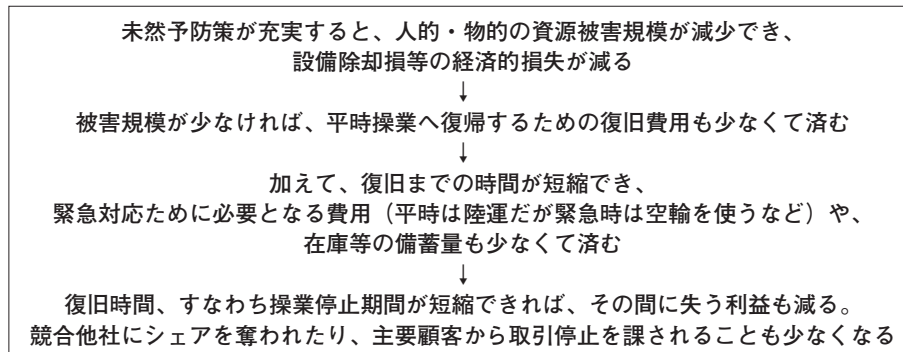 未然予防策が充実すると、人的・物的の資源被害規模が減少でき、
設備除却損等の経済的損失が減る
↓
被害規模が少なければ、平時操業へ復帰するための復旧費用も少なくて済む
↓
加えて、復旧までの時間が短縮でき、
緊急対応ために必要となる費用（平時は陸運だが緊急時は空輸を使うなど）や、
在庫等の備蓄量も少なくて済む
↓
復旧時間、すなわち操業停止期間が短縮できれば、その間に失う利益も減る。
競合他社にシェアを奪われたり、主要顧客から取引停止を課されることも少なくなる